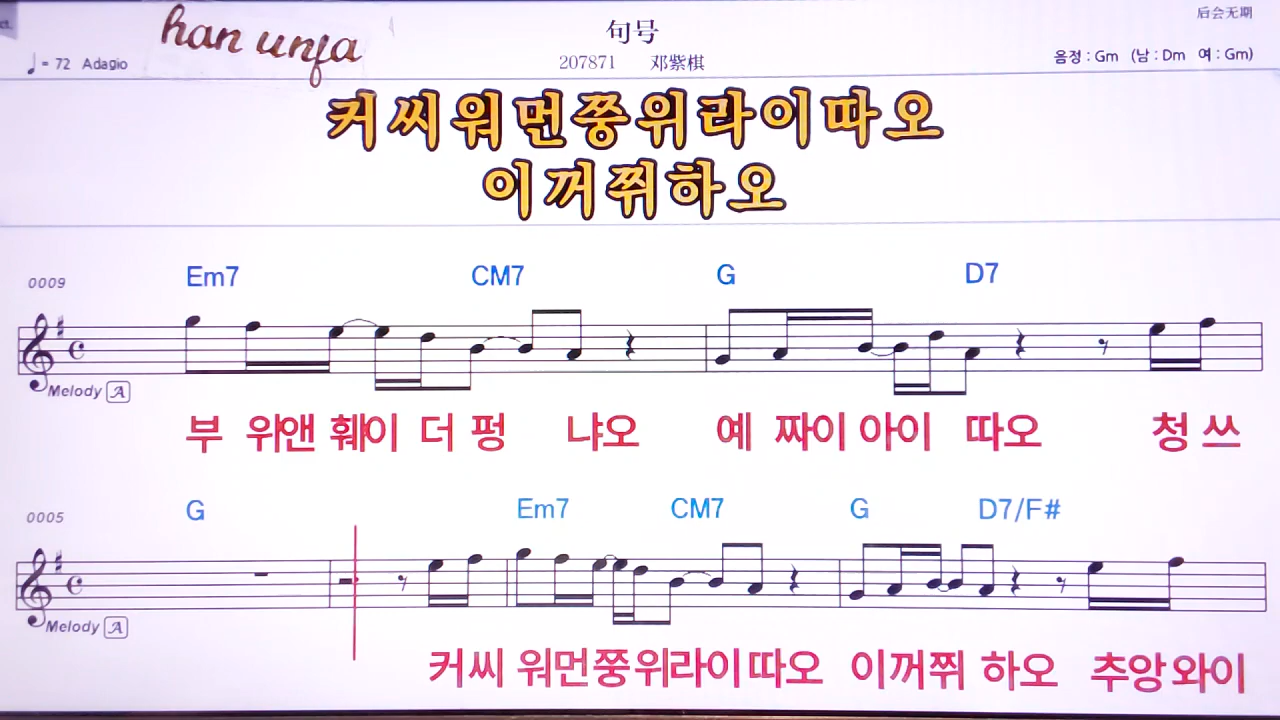 ct.
han unfa
句号
后会无期
= 72 Adagio
207871 邓紫棋
음정 : Gm (남 : Dm 여 : Gm)
커씨워먼쭝위라이따오
이꺼쮜하오
0009 Em7 CM7 G D7
Melody A
부 위앤 훼이 더 펑 냐오 예 짜이 아이 따오 청 쓰
0005 G Em7 CM7 G D7/F#
Melody A
커씨 워먼쭝위라이따오 이꺼쮜 하오 추앙와이